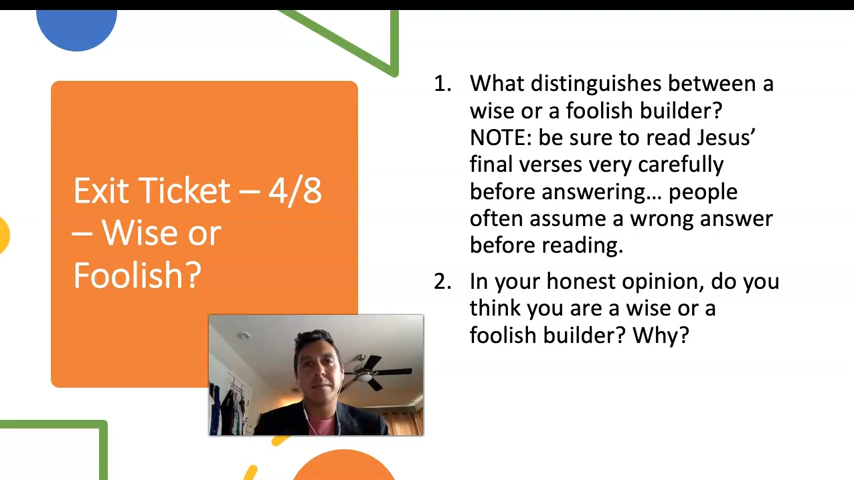 Exit Ticket – 4/8
– Wise or
Foolish?
1. What distinguishes between a
wise or a foolish builder?
NOTE: be sure to read Jesus’
final verses very carefully
before answering… people
often assume a wrong answer
before reading.
2. In your honest opinion, do you
think you are a wise or a
foolish builder? Why?